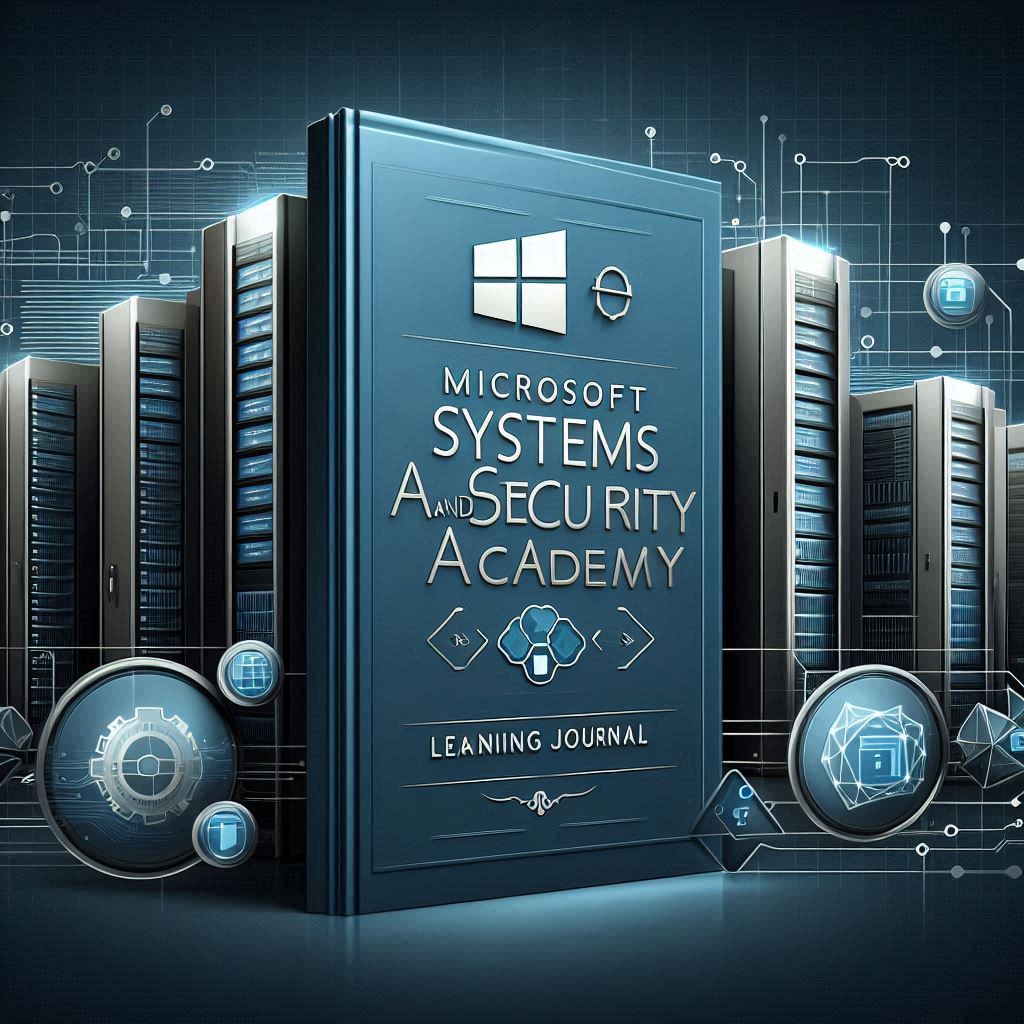 MICROSOFT
SYSTEMS
AANDSECURITY
ACADEMY
LEANIING JOURNAL